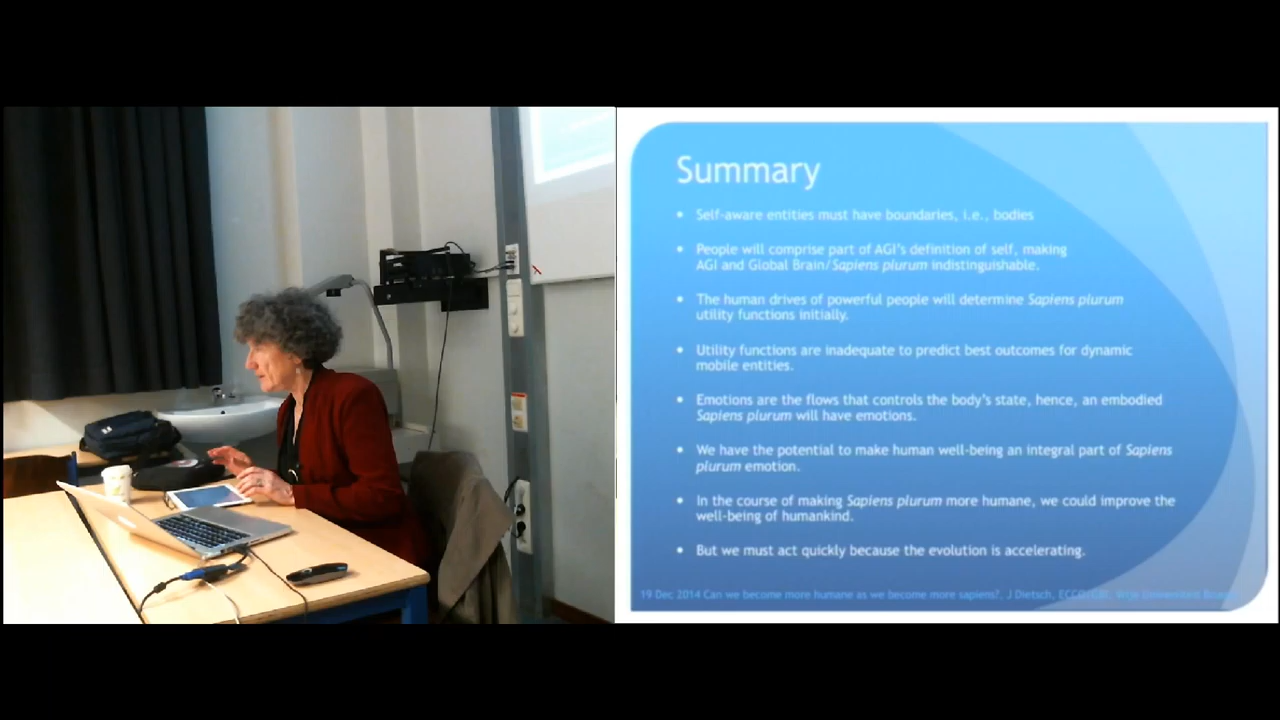 Summary
• Self-aware entities must have boundaries, i.e., bodies
• People will comprise part of AGI's definition of self, making
AGI and Global Brain/Sapiens plurum indistinguishable.
• The human drives of powerful people will determine Sapiens plurum
utility functions initially.
• Utility functions are inadequate to predict best outcomes for dynamic
mobile entities.
• Emotions are the flows that controls the body's state, hence, an embodied
Sapiens plurum will have emotions.
• We have the potential to make human well-being an integral part of Sapiens
plurum emotion.
• In the course of making Sapiens plurum more humane, we could improve the
well-being of humankind.
• But we must act quickly because the evolution is accelerating.
19 Dec 2014 Can we become more humane as we become more sapiens?, J Dietsch,